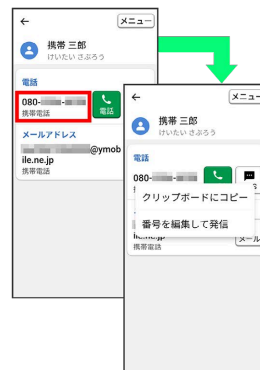 ← メニュー
携帯 三郎
けいたい さぶろう
電話
080-
携帯電話
電話
メールアドレス
@ymob
ile.ne.jp
携帯電話
← メニュー
携帯 三郎
けいたい さぶろう
電話
080-
クリップボードにコピー
番号を編集して発信
携帯電話
メール